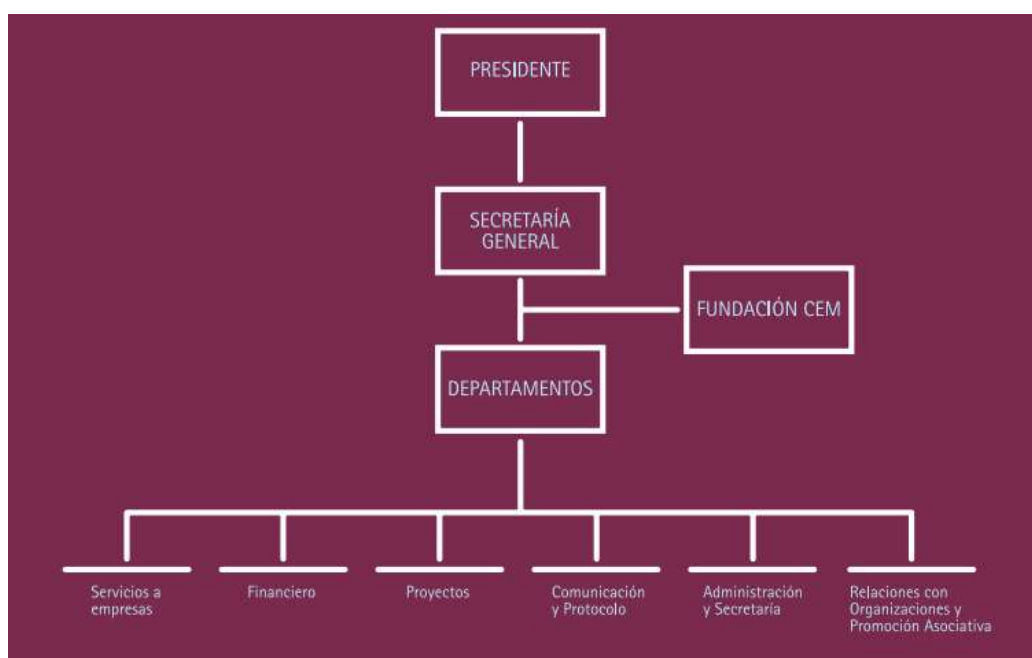 PRESIDENTE
SECRETARÍA
GENERAL
FUNDACIÓN CEM
DEPARTAMENTOS
Servicios a
empresas
Financiero
Proyectos
Comunicación
y Protocolo
Administración
y Secretaría
Relaciones con
Organizaciones y
Promoción Asociativa